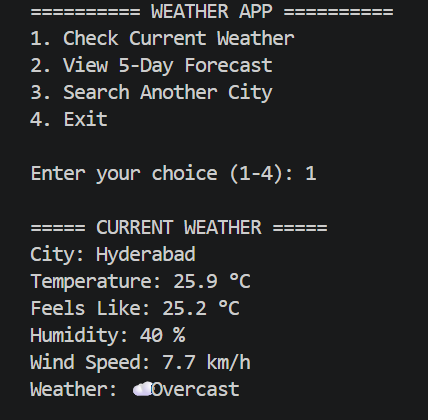 ========== WEATHER APP ==========
1. Check Current Weather
2. View 5-Day Forecast
3. Search Another City
4. Exit
Enter your choice (1-4): 1
===== CURRENT WEATHER =====
City: Hyderabad
Temperature: 25.9 °C
Feels Like: 25.2 °C
Humidity: 40 %
Wind Speed: 7.7 km/h
Weather: ☁️Overcast